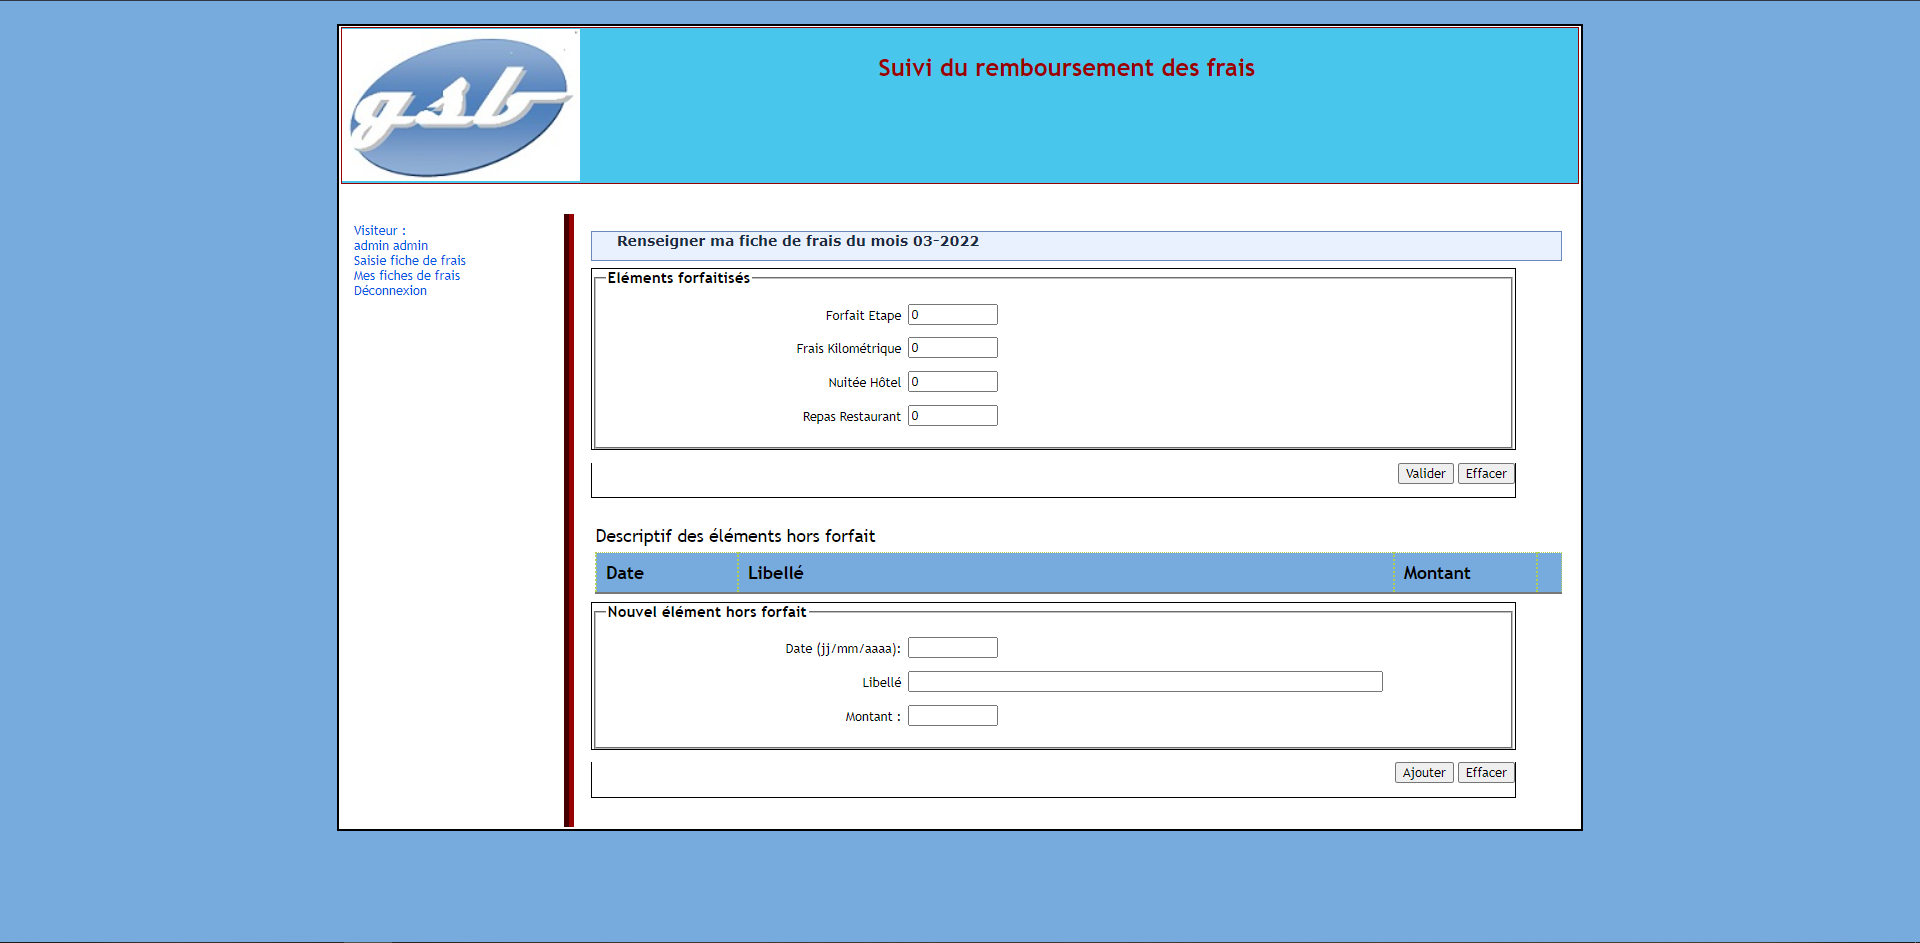 gsb
Suivi du remboursement des frais
Visiteur :
admin admin
Saisie fiche de frais
Mes fiches de frais
Déconnexion
Renseigner ma fiche de frais du mois 03-2022
Eléments forfaitisés
Forfait Etape 0
Frais Kilométrique 0
Nuitée Hôtel 0
Repas Restaurant 0
Valider Effacer
Descriptif des éléments hors forfait
Date Libellé Montant
Nouvel élément hors forfait
Date (jj/mm/aaaa):
Libellé
Montant :
Ajouter Effacer